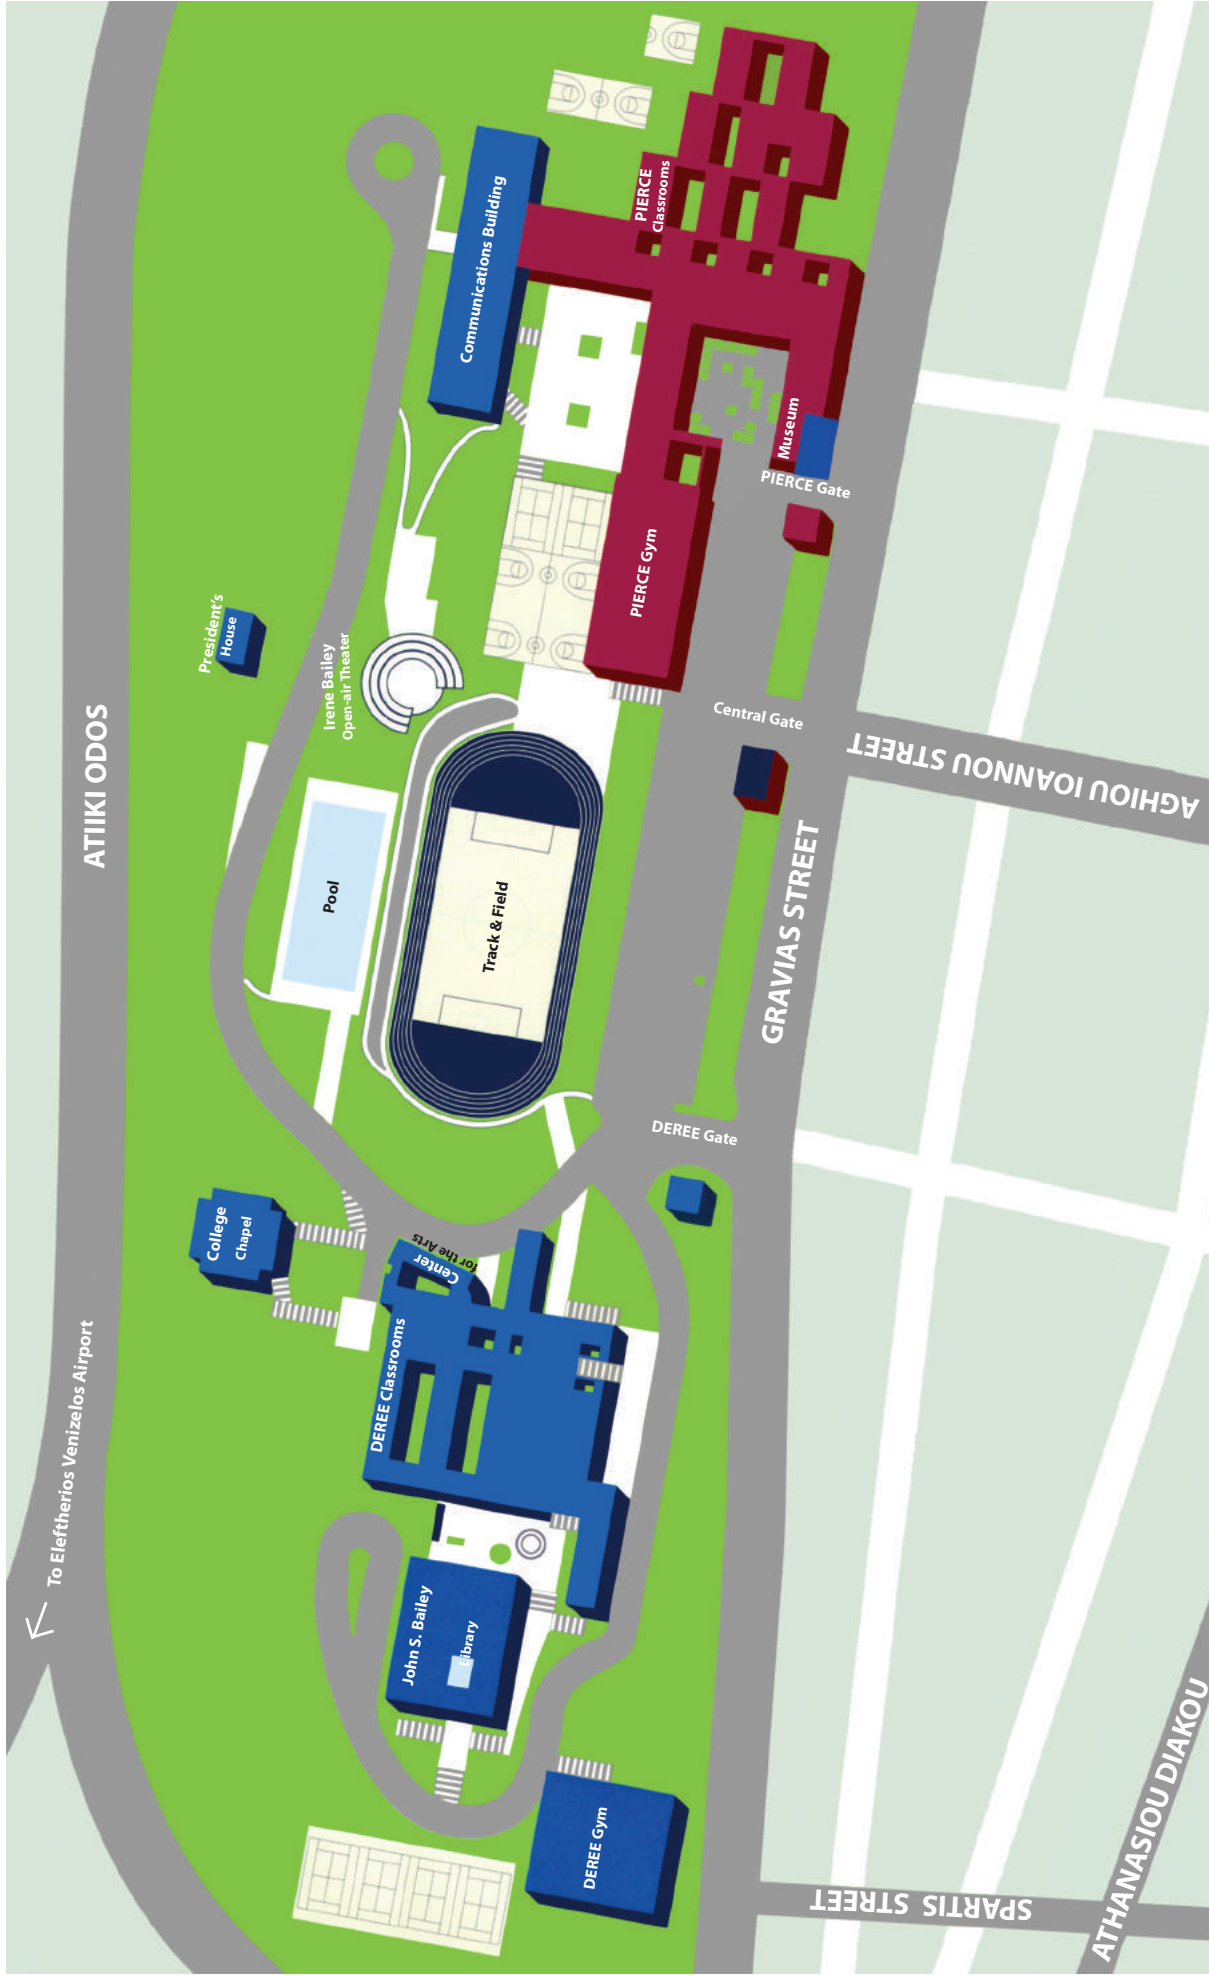 PIERCE
Classrooms
Communications Building
Museum
PIERCE Gate
PIERCE Gym
President's
House
Irene Bailey
Open-air Theater
Central Gate
AGHIOU IOANNOU STREET
ATIIKI ODOS
Pool
Track & Field
GRAVIAS STREET
DEREE Gate
College
Chapel
Center
for the Arts
DEREE Classrooms
To Eleftherios Venizelos Airport
John S. Bailey
Library
DEREE Gym
SPARTIS STREET
ATHANASIOU DIAKOU